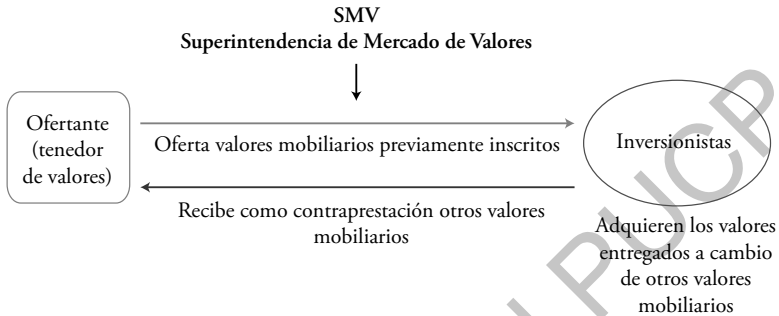 SMV
Superintendencia de Mercado de Valores
Ofertante
(tenedor
de valores)
Oferta valores mobiliarios previamente inscritos
Inversionistas
Recibe como contraprestación otros valores
mobiliarios
Adquieren los valores
entregados a cambio
de otros valores
mobiliarios
PUCP